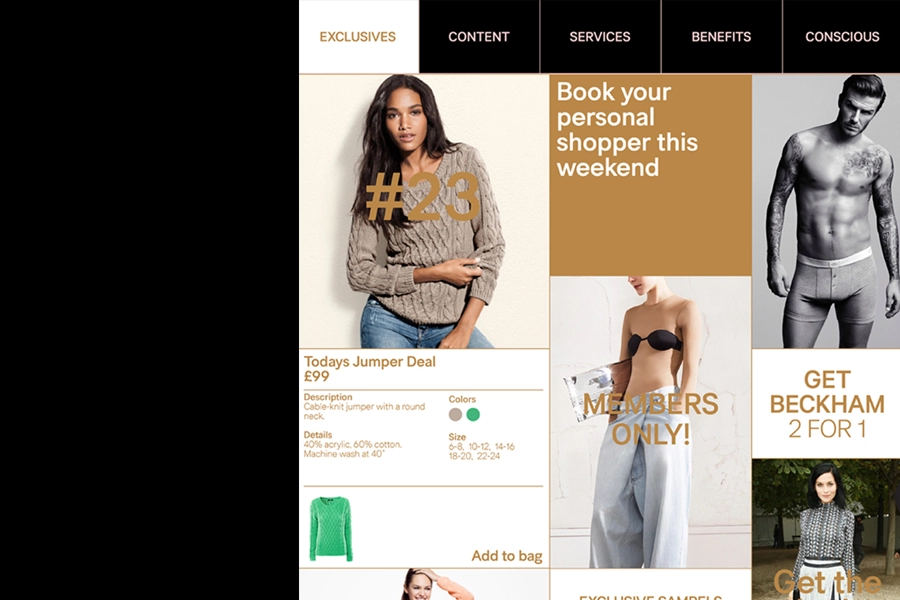 EXCLUSIVES
CONTENT
SERVICES
BENEFITS
CONSCIOUS
#23
Todays Jumper Deal
£99
Description
Cable-knit jumper with a round
neck.
Details
40% acrylic, 60% cotton.
Machine wash at 40°
Colors
Size
6-8, 10-12, 14-16
18-20, 22-24
Add to bag
Book your
personal
shopper this
weekend
MEMBERS
ONLY!
EXCLUSIVE SAMPELS
GET
BECKHAM
2 FOR 1
Get the